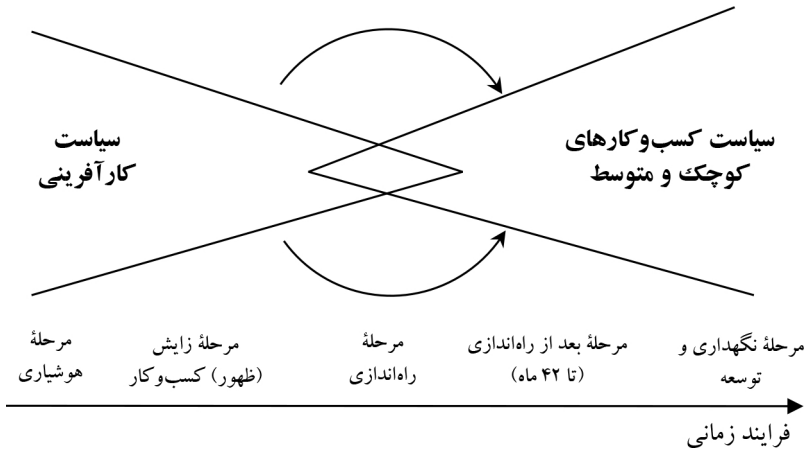 سیاست
کارآفرینی
سیاست کسب‌وکارهای
کوچک و متوسط
مرحلهٔ
هوشیاری
مرحلهٔ زایش
(ظهور) کسب‌وکار
مرحلهٔ
راه‌اندازی
مرحلهٔ بعد از راه‌اندازی
(تا ۴۲ ماه)
مرحلهٔ نگهداری و
توسعه
فرایند زمانی